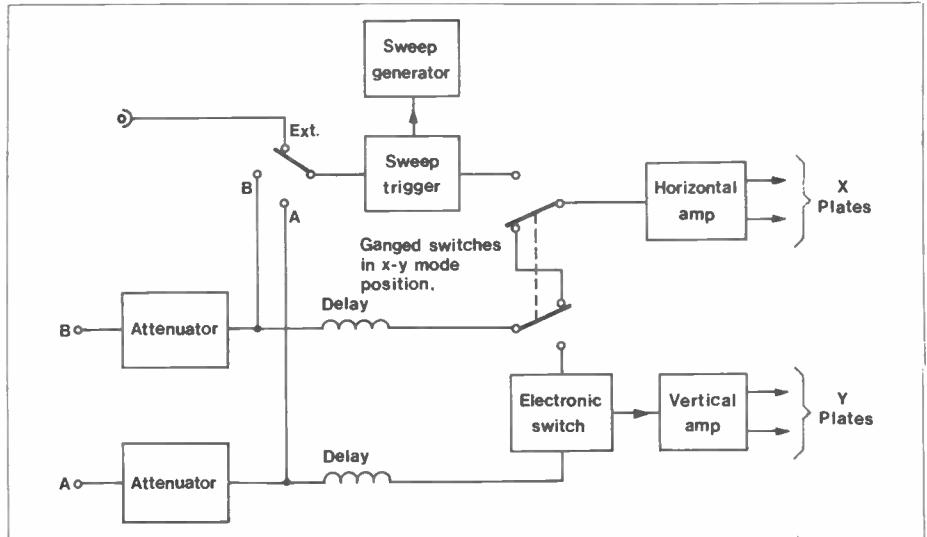 Sweep
generator
Ext.
Sweep
trigger
B
A
Horizontal
amp
X
Plates
Ganged switches
in x-y mode
position.
B
Attenuator
Delay
Electronic
switch
Vertical
amp
Y
Plates
A
Attenuator
Delay